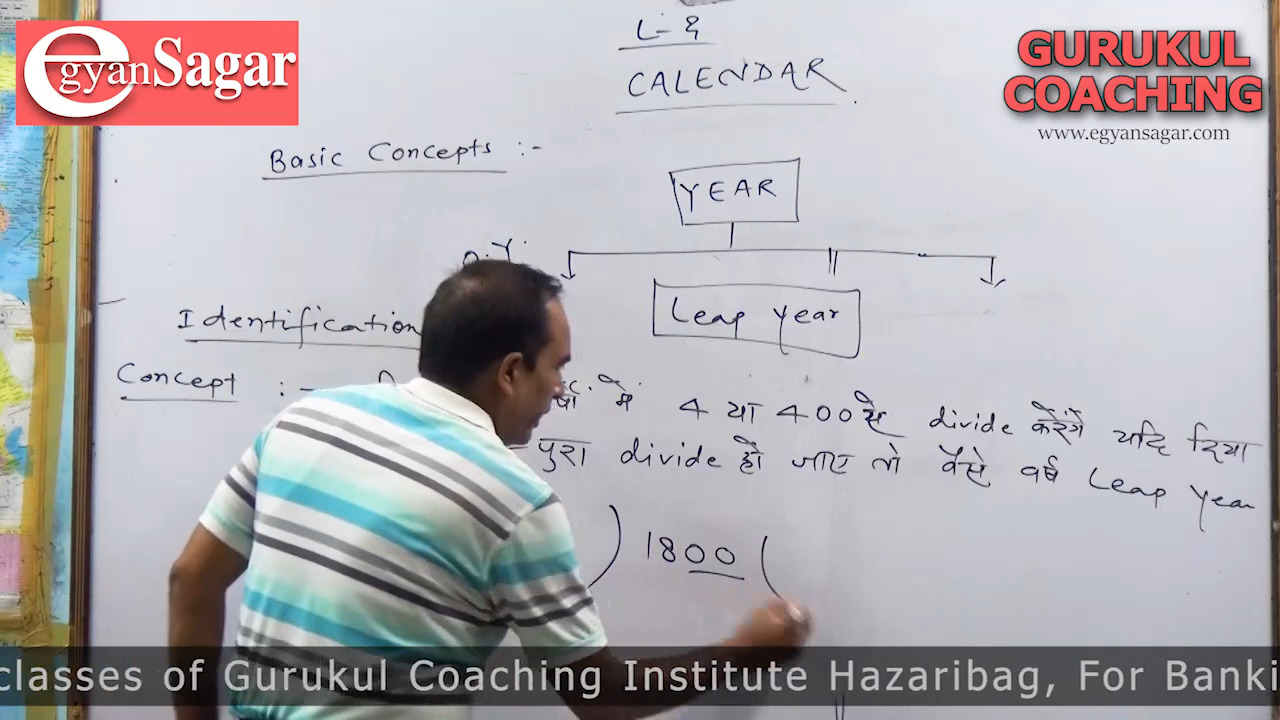 egyanSagar
GURUKUL
COACHING
www.egyansagar.com
L-8
CALENDAR
Basic Concepts :-
YEAR
O.Y.
Leap Year
Identification
Concept :-
में 4 या 400 से divide करेंगे यदि दिया
पुरा divide हो जाए तो वैसे वर्ष Leap Year
) 1800 (
classes of Gurukul Coaching Institute Hazaribag, For Banki